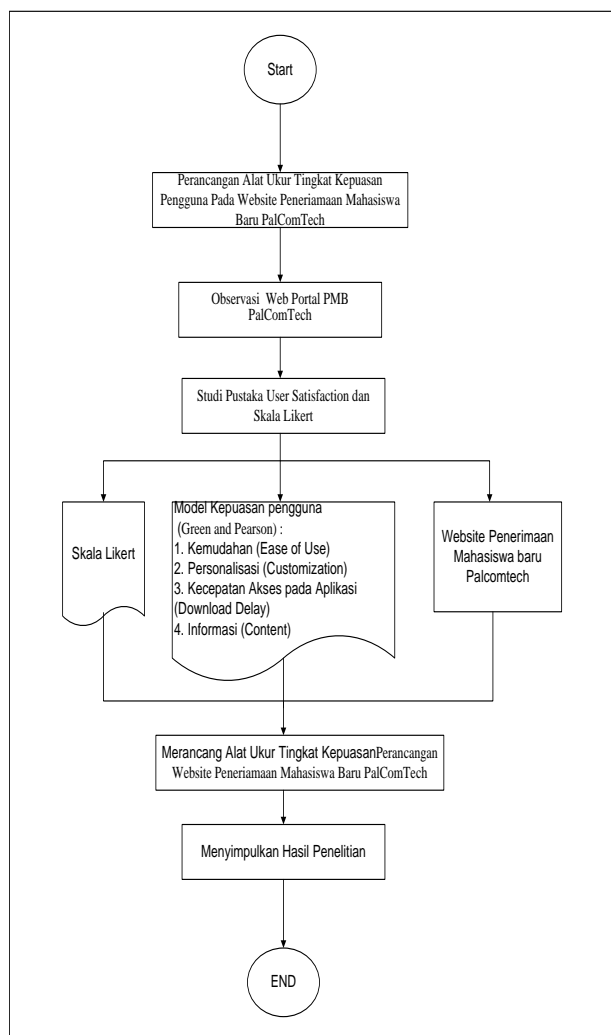 Start
Perancangan Alat Ukur Tingkat Kepuasan
Pengguna Pada Website Peneriamaan Mahasiswa
Baru PalComTech
Observasi Web Portal PMB
PalComTech
Studi Pustaka User Satisfaction dan
Skala Likert
Skala Likert
Model Kepuasan pengguna
(Green and Pearson) :
1. Kemudahan (Ease of Use)
2. Personalisasi (Customization)
3. Kecepatan Akses pada Aplikasi
(Download Delay)
4. Informasi (Content)
Website Penerimaan
Mahasiswa baru
Palcomtech
Merancang Alat Ukur Tingkat KepuasanPerancangan
Website Peneriamaan Mahasiswa Baru PalComTech
Menyimpulkan Hasil Penelitian
END